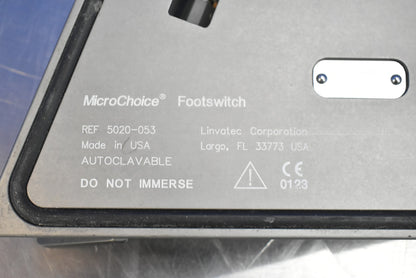 MicroChoice® Footswitch
REF 5020-053 Linvatec Corporation
Made in USA Largo, FL 33773 USA
AUTOCLAVABLE
DO NOT IMMERSE
CE
0123